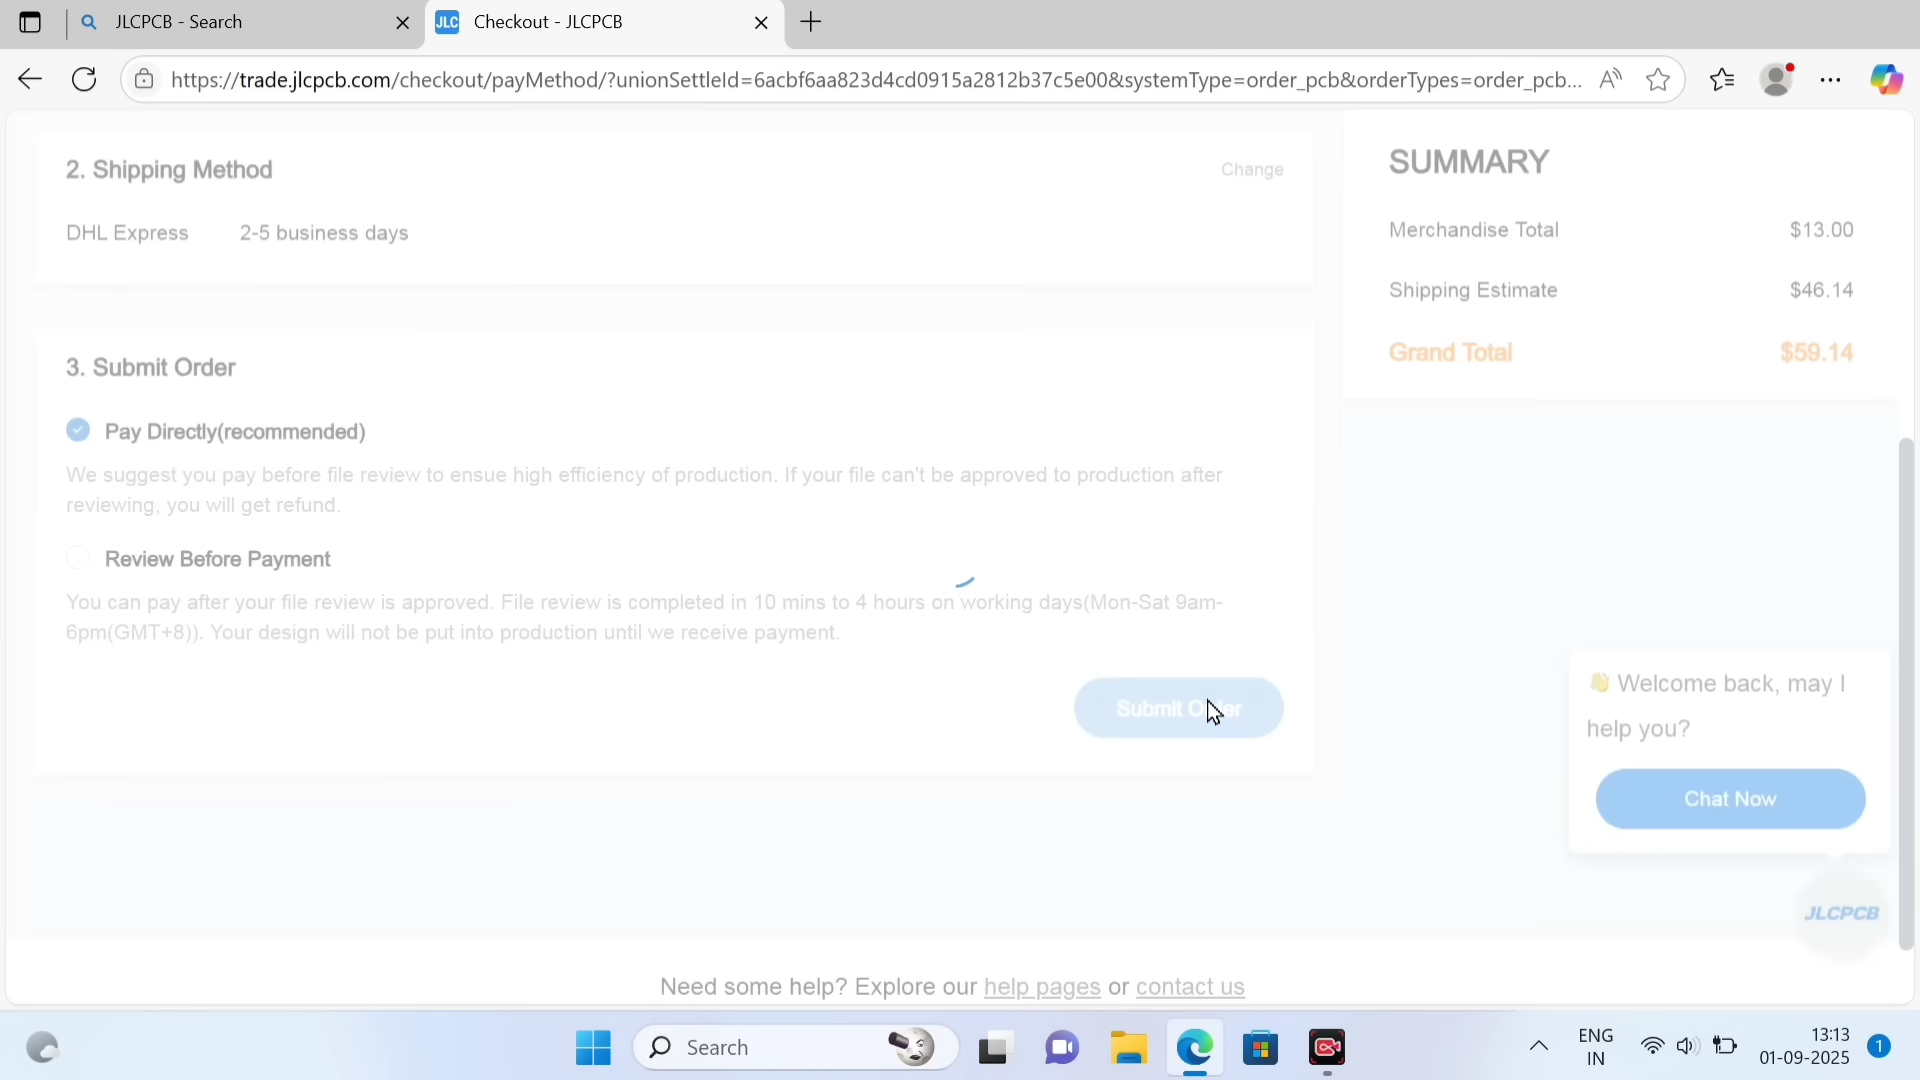 JLCPCB - Search
JLC Checkout - JLCPCB
https://trade.jlcpcb.com/checkout/payMethod/?unionSettleId=6acbf6aa823d4cd0915a2812b37c5e00&systemType=order_pcb&orderTypes=order_pcb...
2. Shipping Method
Change
DHL Express 2-5 business days
3. Submit Order
Pay Directly(recommended)
We suggest you pay before file review to ensue high efficiency of production. If your file can't be approved to production after
reviewing, you will get refund.
Review Before Payment
You can pay after your file review is approved. File review is completed in 10 mins to 4 hours on working days(Mon-Sat 9am-
6pm(GMT+8)). Your design will not be put into production until we receive payment.
Submit Order
SUMMARY
Merchandise Total $13.00
Shipping Estimate $46.14
Grand Total $59.14
👋 Welcome back, may I
help you?
Chat Now
JLCPCB
Need some help? Explore our help pages or contact us
Search
ENG
IN
13:13
01-09-2025
1